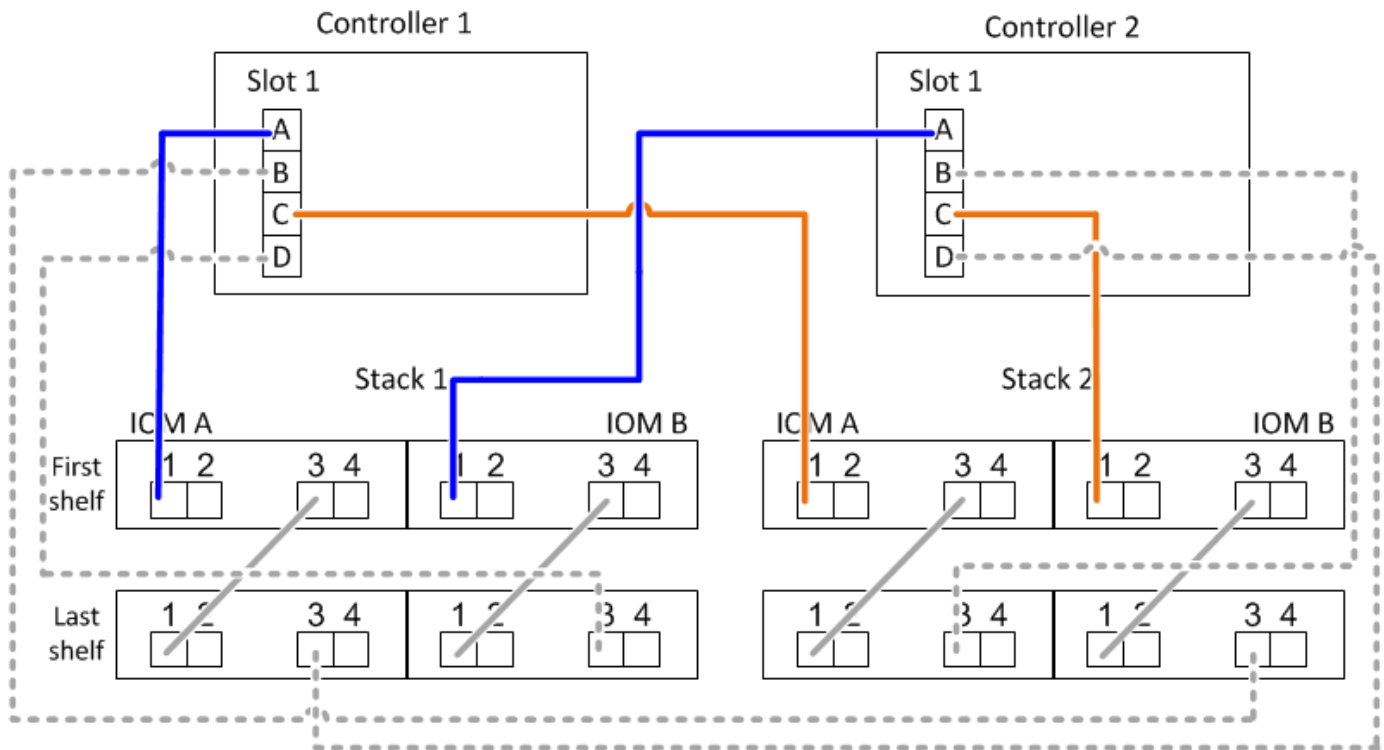 Controller 1
Controller 2
Slot 1
Slot 1
A
A
B
B
C
C
D
D
Stack 1
Stack 2
IOM A
IOM B
IOM A
IOM B
First shelf
1 2 3 4 1 2 3 4 1 2 3 4 1 2 3 4
Last shelf
1 2 3 4 1 2 3 4 1 2 3 4 1 2 3 4